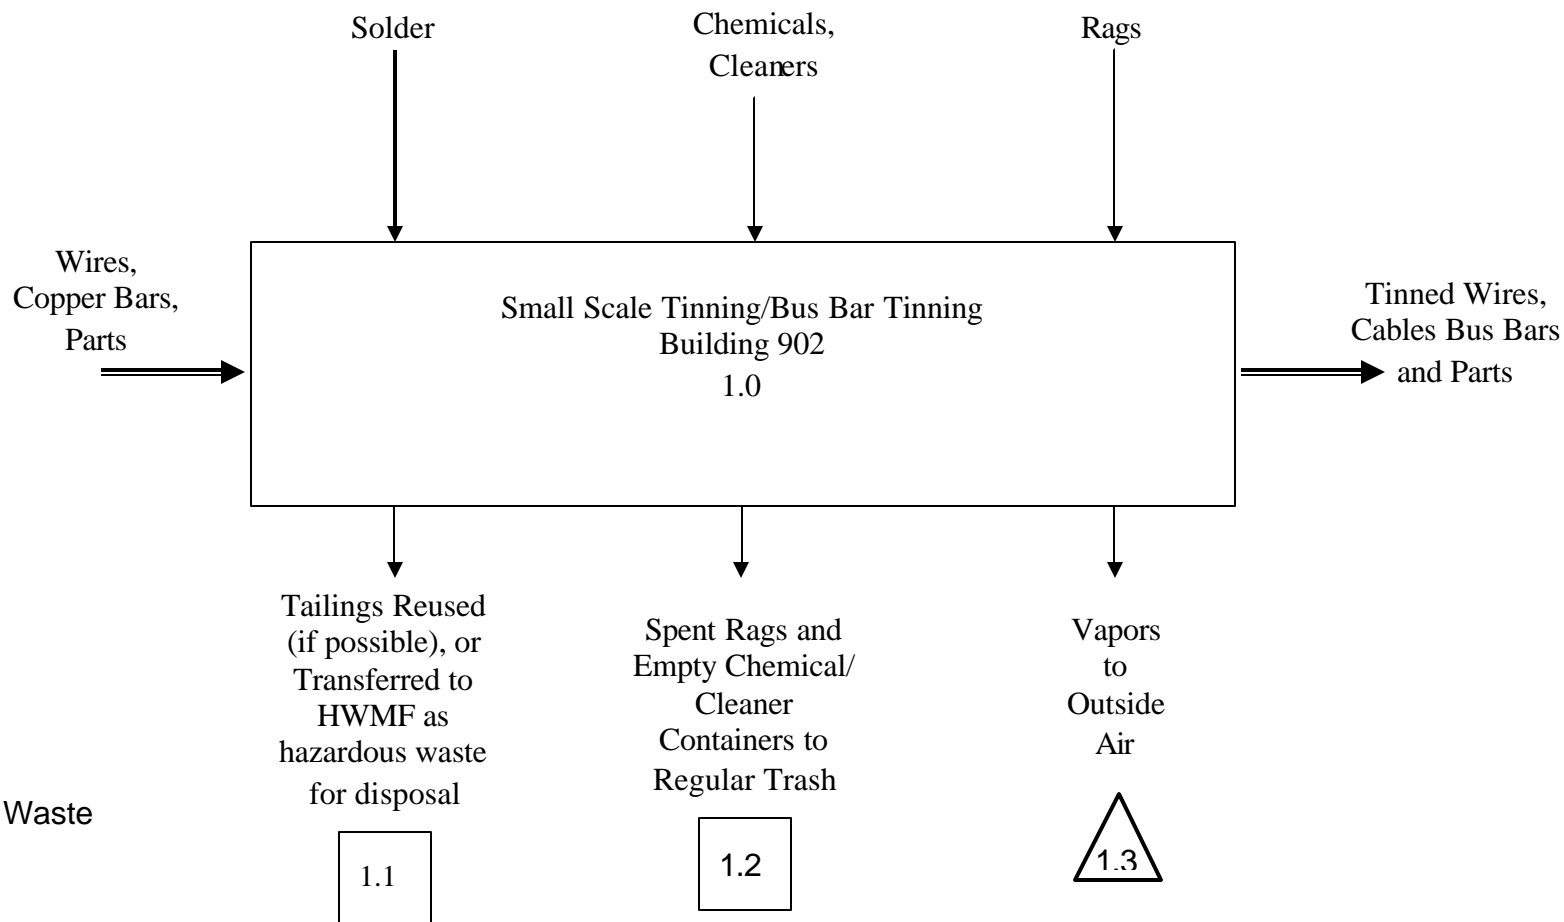 Solder
Chemicals,
Cleaners
Rags
Wires,
Copper Bars,
Parts
Small Scale Tinning/Bus Bar Tinning
Building 902
1.0
Tinned Wires,
Cables Bus Bars
and Parts
Tailings Reused
(if possible), or
Transferred to
HWMF as
hazardous waste
for disposal
Spent Rags and
Empty Chemical/
Cleaner
Containers to
Regular Trash
Vapors
to
Outside
Air
Waste
1.1
1.2
1.3